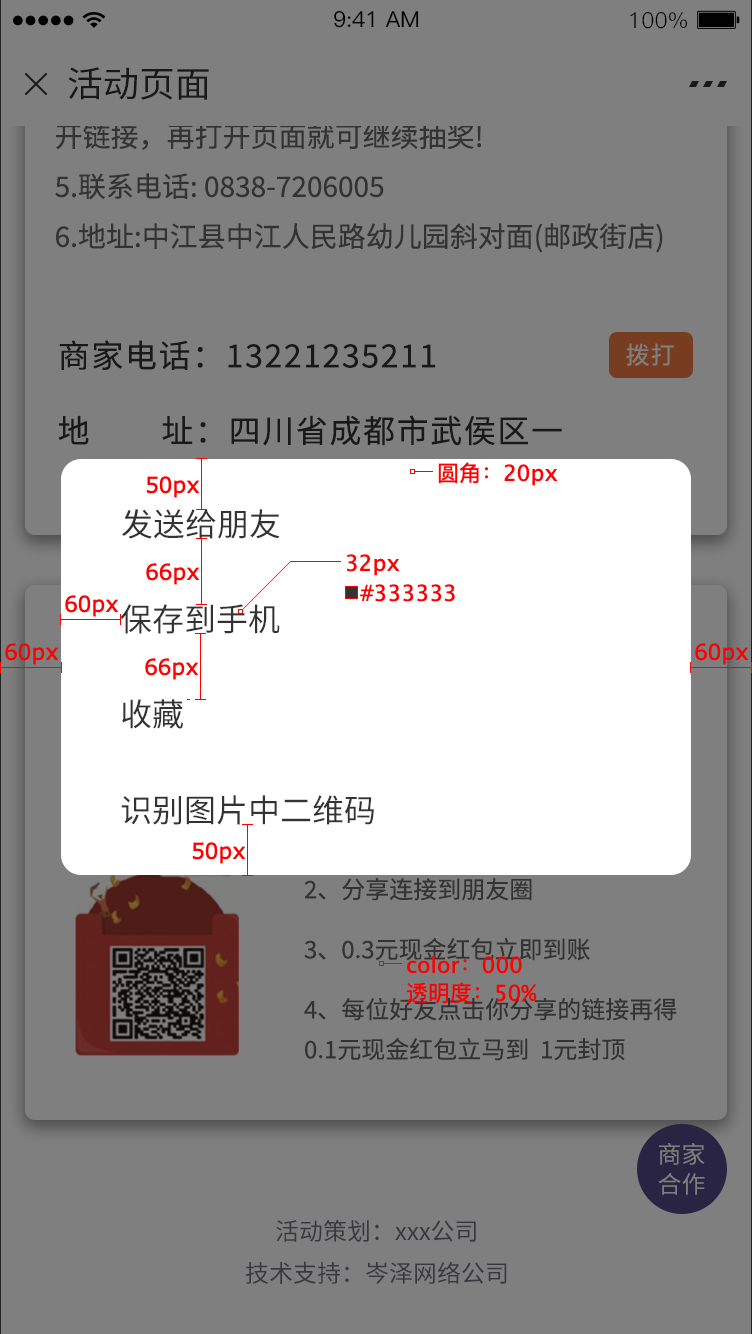 9:41 AM 100%
活动页面
开链接，再打开页面就可继续抽奖!
5.联系电话: 0838-7206005
6.地址:中江县中江人民路幼儿园斜对面(邮政街店)
商家电话：13221235211 拨打
地 址：四川省成都市武侯区一
圆角：20px
50px
发送给朋友
32px
66px
#333333
60px
保存到手机
60px
60px
66px
收藏
识别图片中二维码
50px
2、分享连接到朋友圈
3、0.3元现金红包立即到账
color：000
透明度：50%
4、每位好友点击你分享的链接再得
0.1元现金红包立马到 1元封顶
商家
合作
活动策划：xxx公司
技术支持：岑泽网络公司